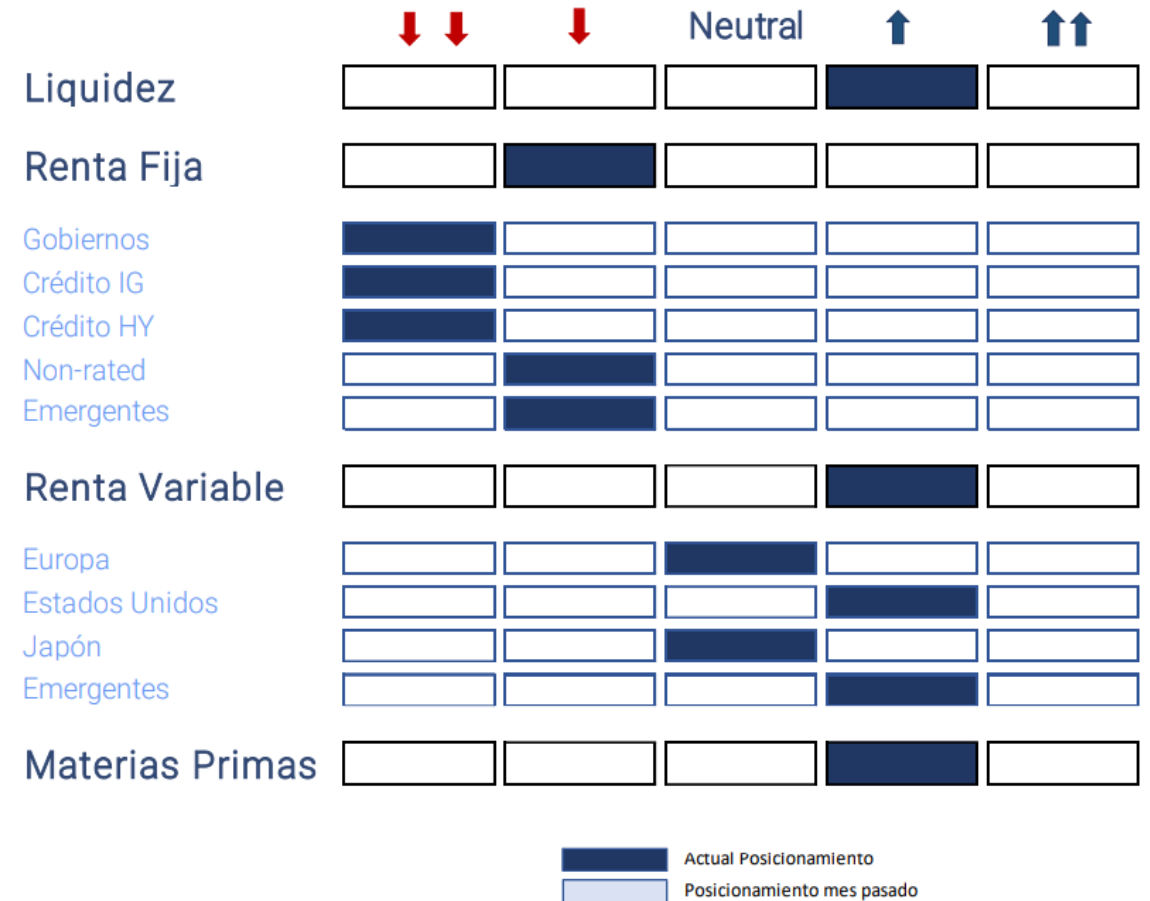 Neutral
Liquidez
Renta Fija
Gobiernos
Crédito IG
Crédito HY
Non-rated
Emergentes
Renta Variable
Europa
Estados Unidos
Japón
Emergentes
Materias Primas
Actual Posicionamiento
Posicionamiento mes pasado